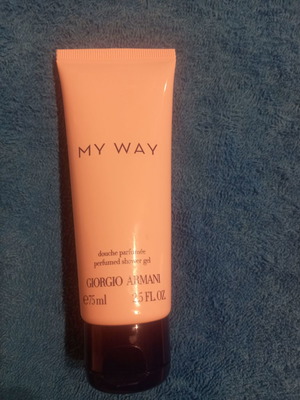 MY WAY
douche parfumée
perfumed shower gel
GIORGIO ARMANI
℮75ml 2.5 FL.OZ.